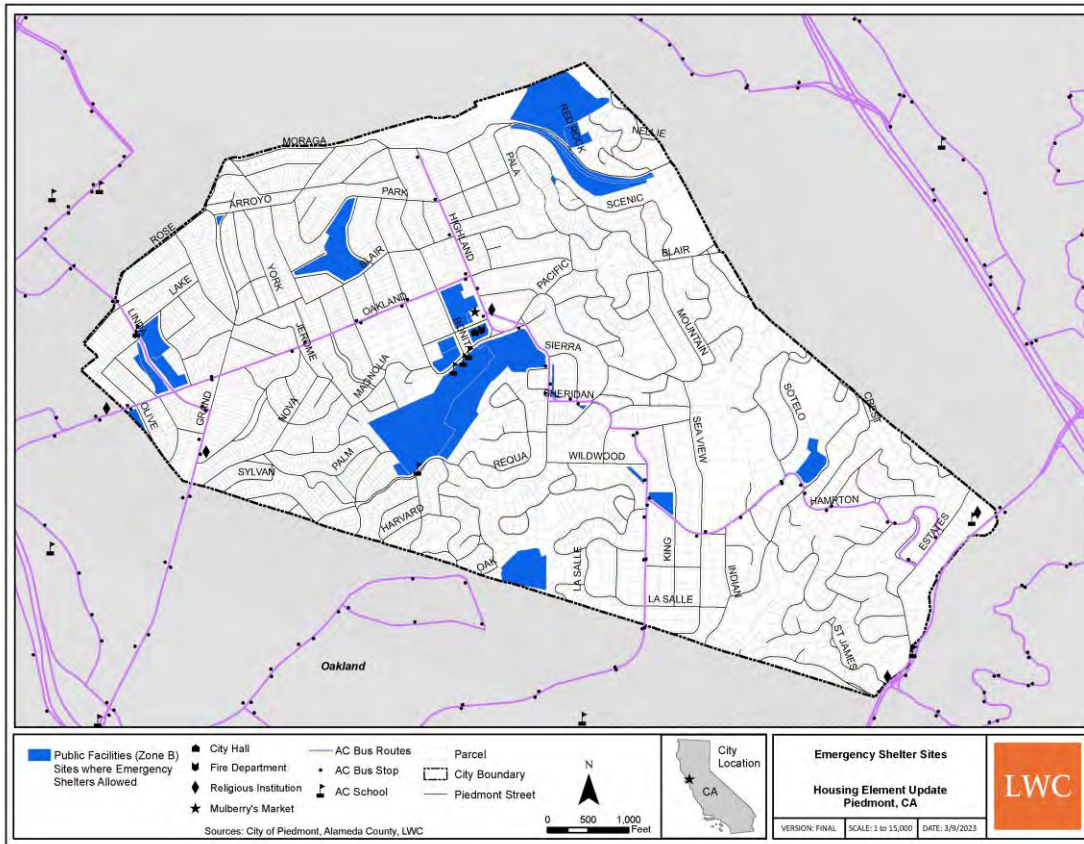 RED ROCK
NELLIE
MORAGA
PALA
PARK
ARROYO
SCENIC
HIGHLAND
ROSE
BLAIR
BLAIR
YORK
PACIFIC
LAKE
OAKLAND
LINDA
BONITA
MOUNTAIN
JEROME
SIERRA
MAGNOLIA
SHERIDAN
SOTELO
CREST
OLIVE
GRAND
NOVA
SEA VIEW
PALM
REQUA
WILDWOOD
SYLVAN
HAMPTON
HARVARD
ESTATES
OAK
LA SALLE
KING
INDIAN
LA SALLE
ST JAMES
Oakland
Public Facilities (Zone B)
Sites where Emergency
Shelters Allowed
City Hall
Fire Department
Religious Institution
Mulberry's Market
AC Bus Routes
AC Bus Stop
AC School
Parcel
City Boundary
Piedmont Street
N
0 500 1,000
Feet
Sources: City of Piedmont, Alameda County, LWC
City
Location
CA
Emergency Shelter Sites
Housing Element Update
Piedmont, CA
VERSION: FINAL
SCALE: 1 to 15,000
DATE: 3/9/2023
LWC